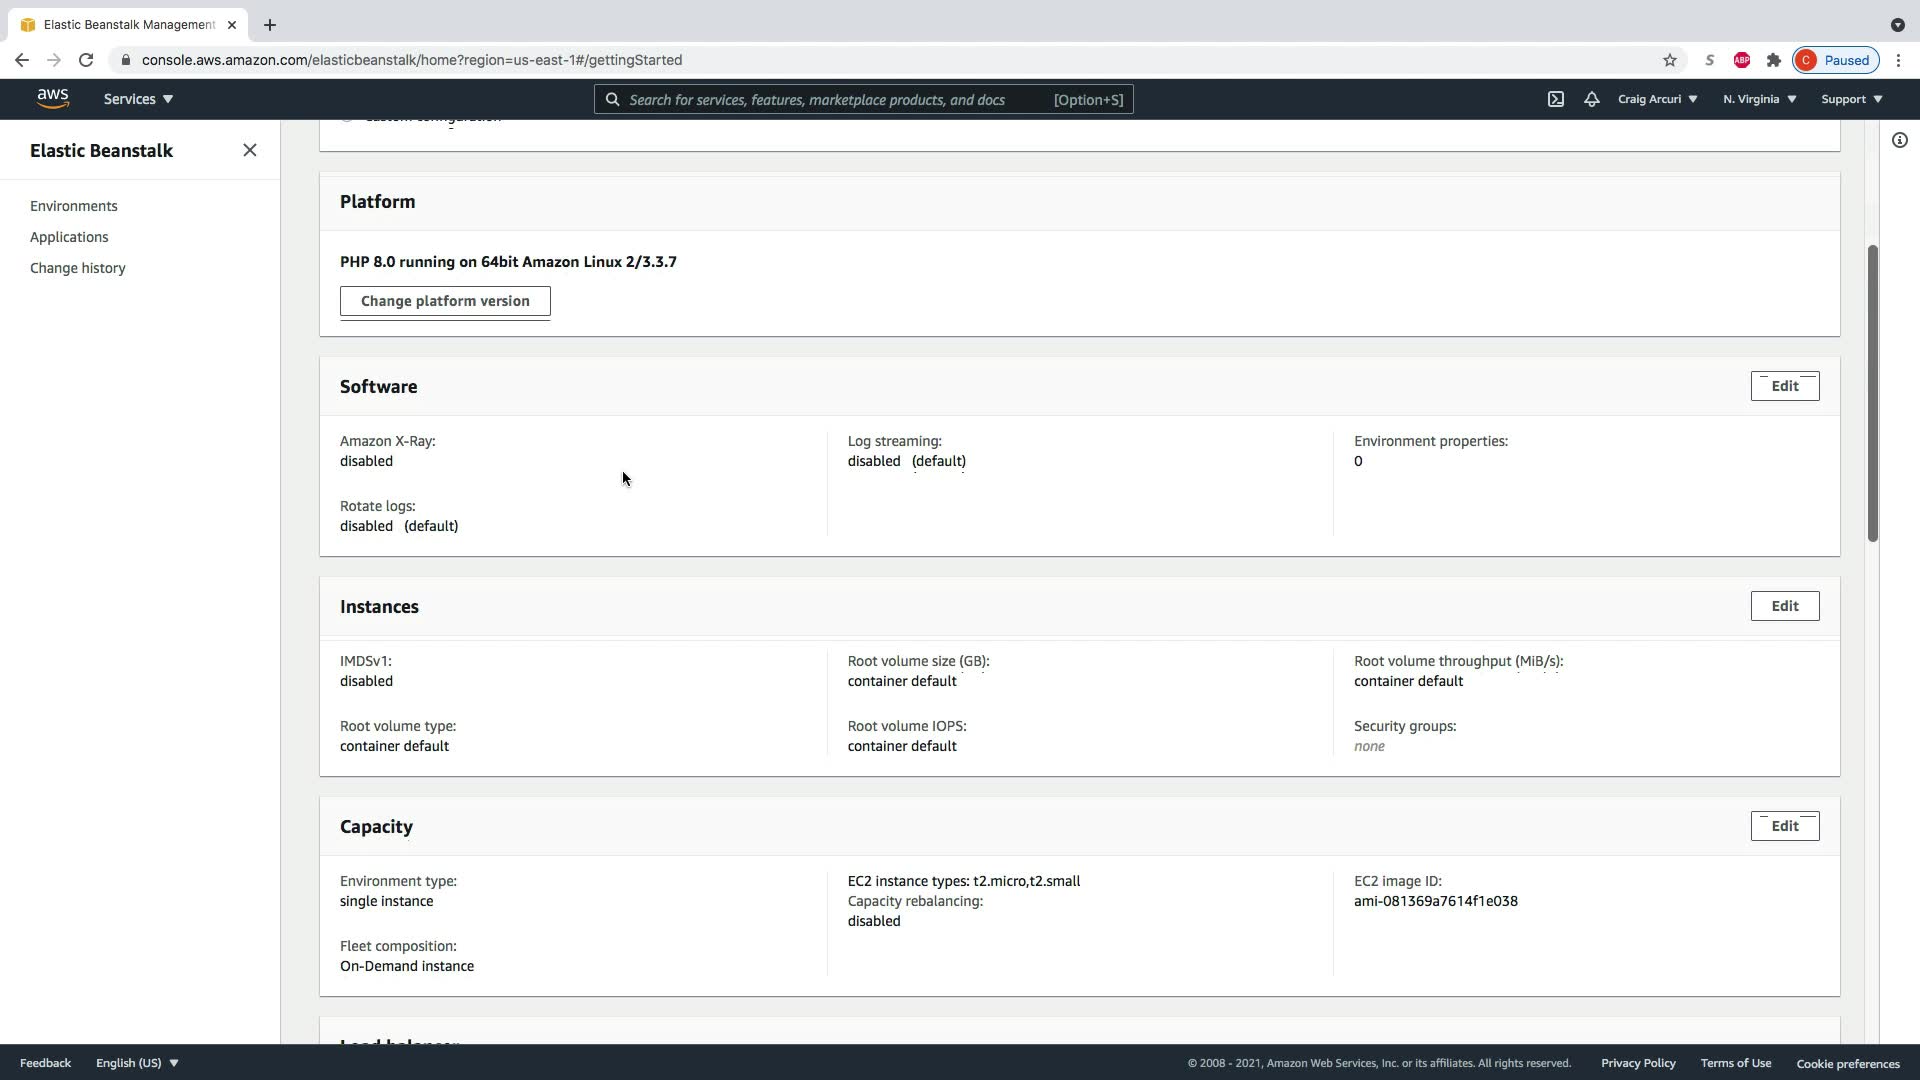 Elastic Beanstalk Management
console.aws.amazon.com/elasticbeanstalk/home?region=us-east-1#/gettingStarted
S
ABP
C
Paused
aws
Services
Search for services, features, marketplace products, and docs
[Option+S]
Craig Arcuri
N. Virginia
Support
Elastic Beanstalk
Environments
Applications
Change history
Custom configuration
Platform
PHP 8.0 running on 64bit Amazon Linux 2/3.3.7
Change platform version
Software
Edit
Amazon X-Ray:
disabled
Rotate logs:
disabled (default)
Log streaming:
disabled (default)
Environment properties:
0
Instances
Edit
IMDSv1:
disabled
Root volume type:
container default
Root volume size (GB):
container default
Root volume IOPS:
container default
Root volume throughput (MiB/s):
container default
Security groups:
none
Capacity
Edit
Environment type:
single instance
Fleet composition:
On-Demand instance
EC2 instance types: t2.micro,t2.small
Capacity rebalancing:
disabled
EC2 image ID:
ami-081369a7614f1e038
Load balancer
Feedback
English (US)
© 2008 - 2021, Amazon Web Services, Inc. or its affiliates. All rights reserved.
Privacy Policy
Terms of Use
Cookie preferences